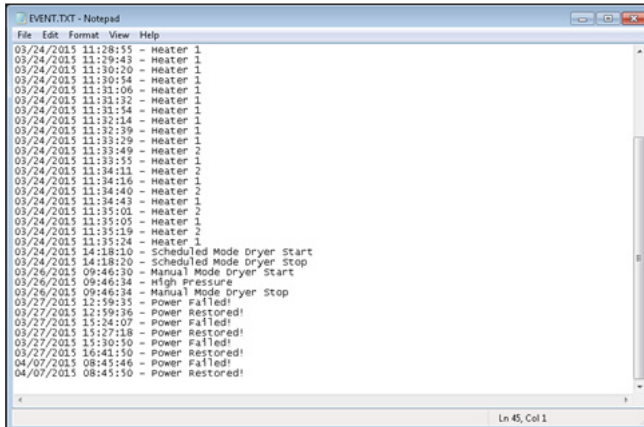 EVENT.TXT - Notepad
File Edit Format View Help
03/24/2015 11:28:55 - Heater 1
03/24/2015 11:29:43 - Heater 1
03/24/2015 11:30:20 - Heater 1
03/24/2015 11:30:54 - Heater 1
03/24/2015 11:31:06 - Heater 1
03/24/2015 11:31:32 - Heater 1
03/24/2015 11:31:54 - Heater 1
03/24/2015 11:32:14 - Heater 1
03/24/2015 11:32:39 - Heater 1
03/24/2015 11:33:29 - Heater 1
03/24/2015 11:33:49 - Heater 2
03/24/2015 11:33:55 - Heater 1
03/24/2015 11:34:11 - Heater 2
03/24/2015 11:34:16 - Heater 1
03/24/2015 11:34:40 - Heater 2
03/24/2015 11:34:43 - Heater 1
03/24/2015 11:35:01 - Heater 2
03/24/2015 11:35:05 - Heater 1
03/24/2015 11:35:19 - Heater 2
03/24/2015 11:35:24 - Heater 1
03/24/2015 14:18:10 - Scheduled Mode Dryer Start
03/24/2015 14:18:20 - Scheduled Mode Dryer Stop
03/26/2015 09:46:30 - Manual Mode Dryer Start
03/26/2015 09:46:34 - High Pressure
03/26/2015 09:46:34 - Manual Mode Dryer Stop
03/27/2015 12:59:35 - Power Failed!
03/27/2015 12:59:36 - Power Restored!
03/27/2015 15:24:07 - Power Failed!
03/27/2015 15:27:18 - Power Restored!
03/27/2015 15:30:50 - Power Failed!
03/27/2015 16:41:50 - Power Restored!
04/07/2015 08:45:46 - Power Failed!
04/07/2015 08:45:50 - Power Restored!
Ln 45, Col 1